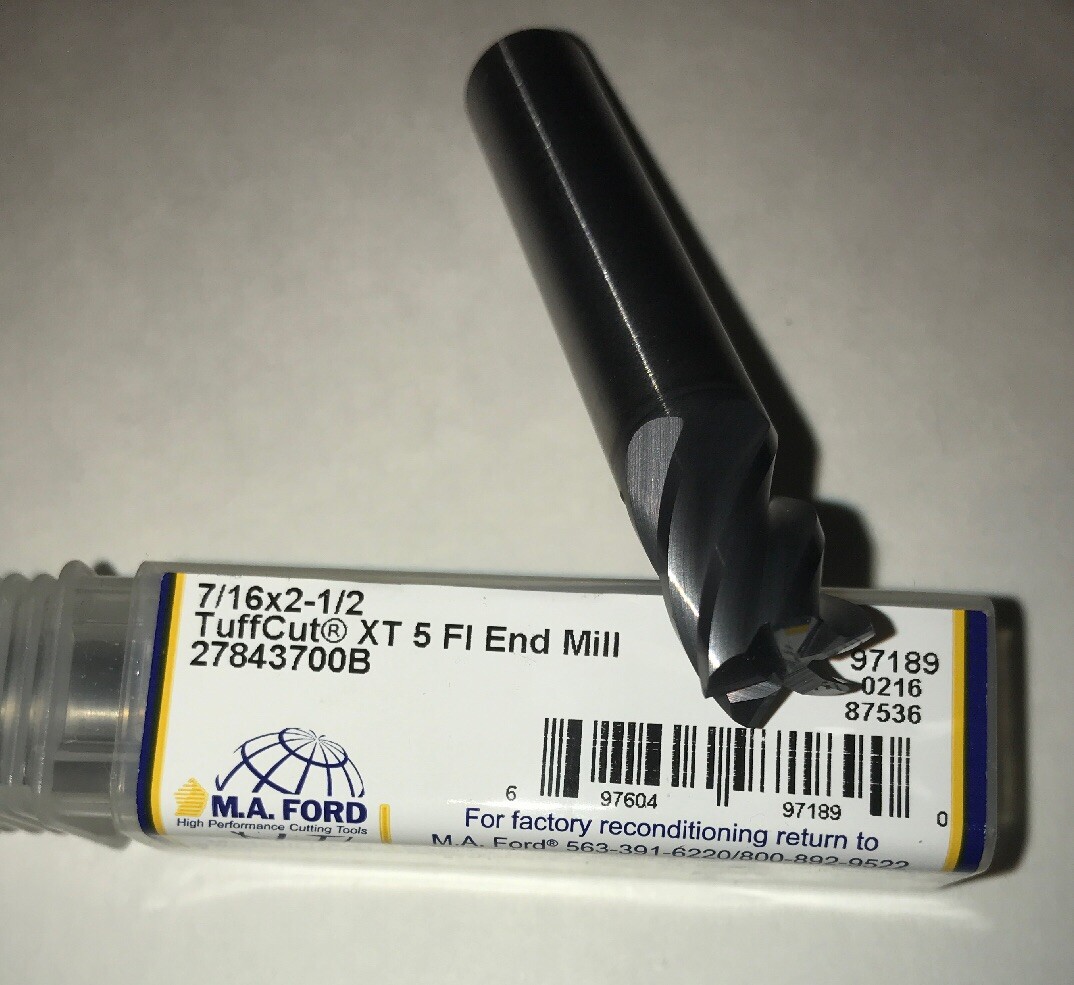 7/16x2-1/2
TuffCut® XT 5 Fl End Mill
27843700B
97189
0216
87536
6 97604 97189 0
M.A. FORD
High Performance Cutting Tools
For factory reconditioning return to
M.A. Ford® 563-391-6220/800-892-9522